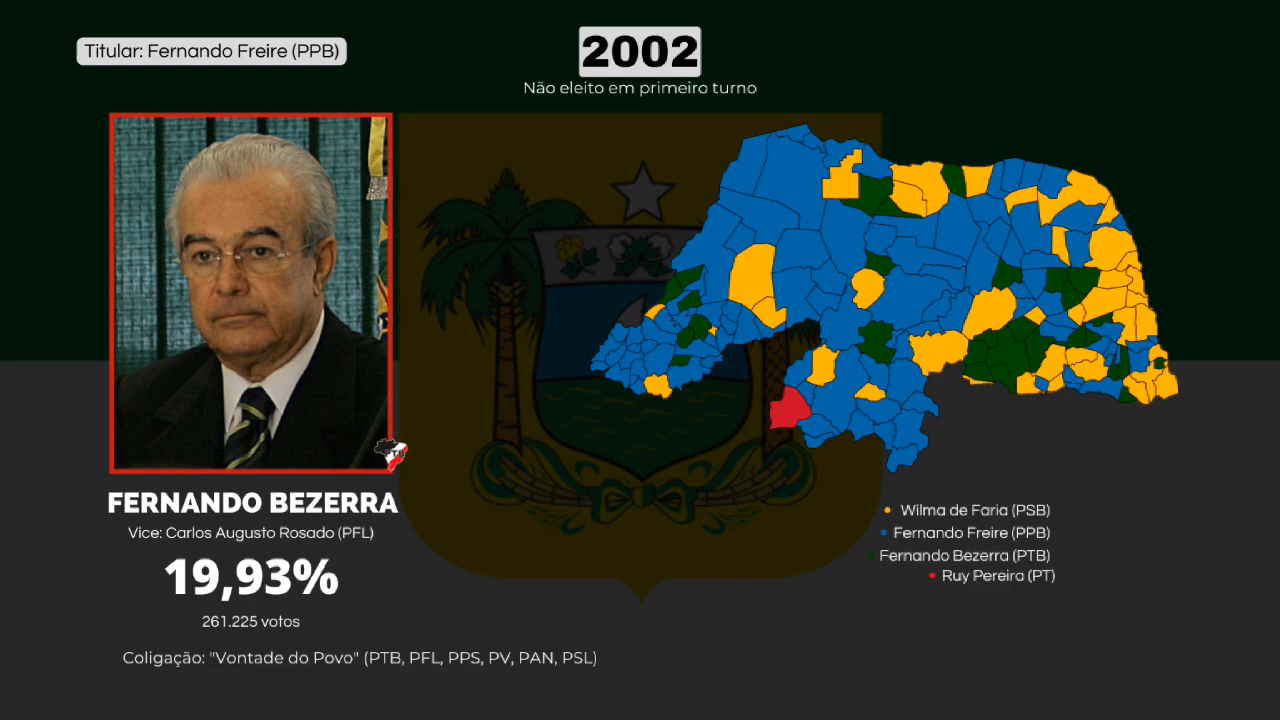 Titular: Fernando Freire (PPB)
2002
Não eleito em primeiro turno
PTB
FERNANDO BEZERRA
Vice: Carlos Augusto Rosado (PFL)
19,93%
261.225 votos
Coligação: "Vontade do Povo" (PTB, PFL, PPS, PV, PAN, PSL)
Wilma de Faria (PSB)
Fernando Freire (PPB)
Fernando Bezerra (PTB)
Ruy Pereira (PT)